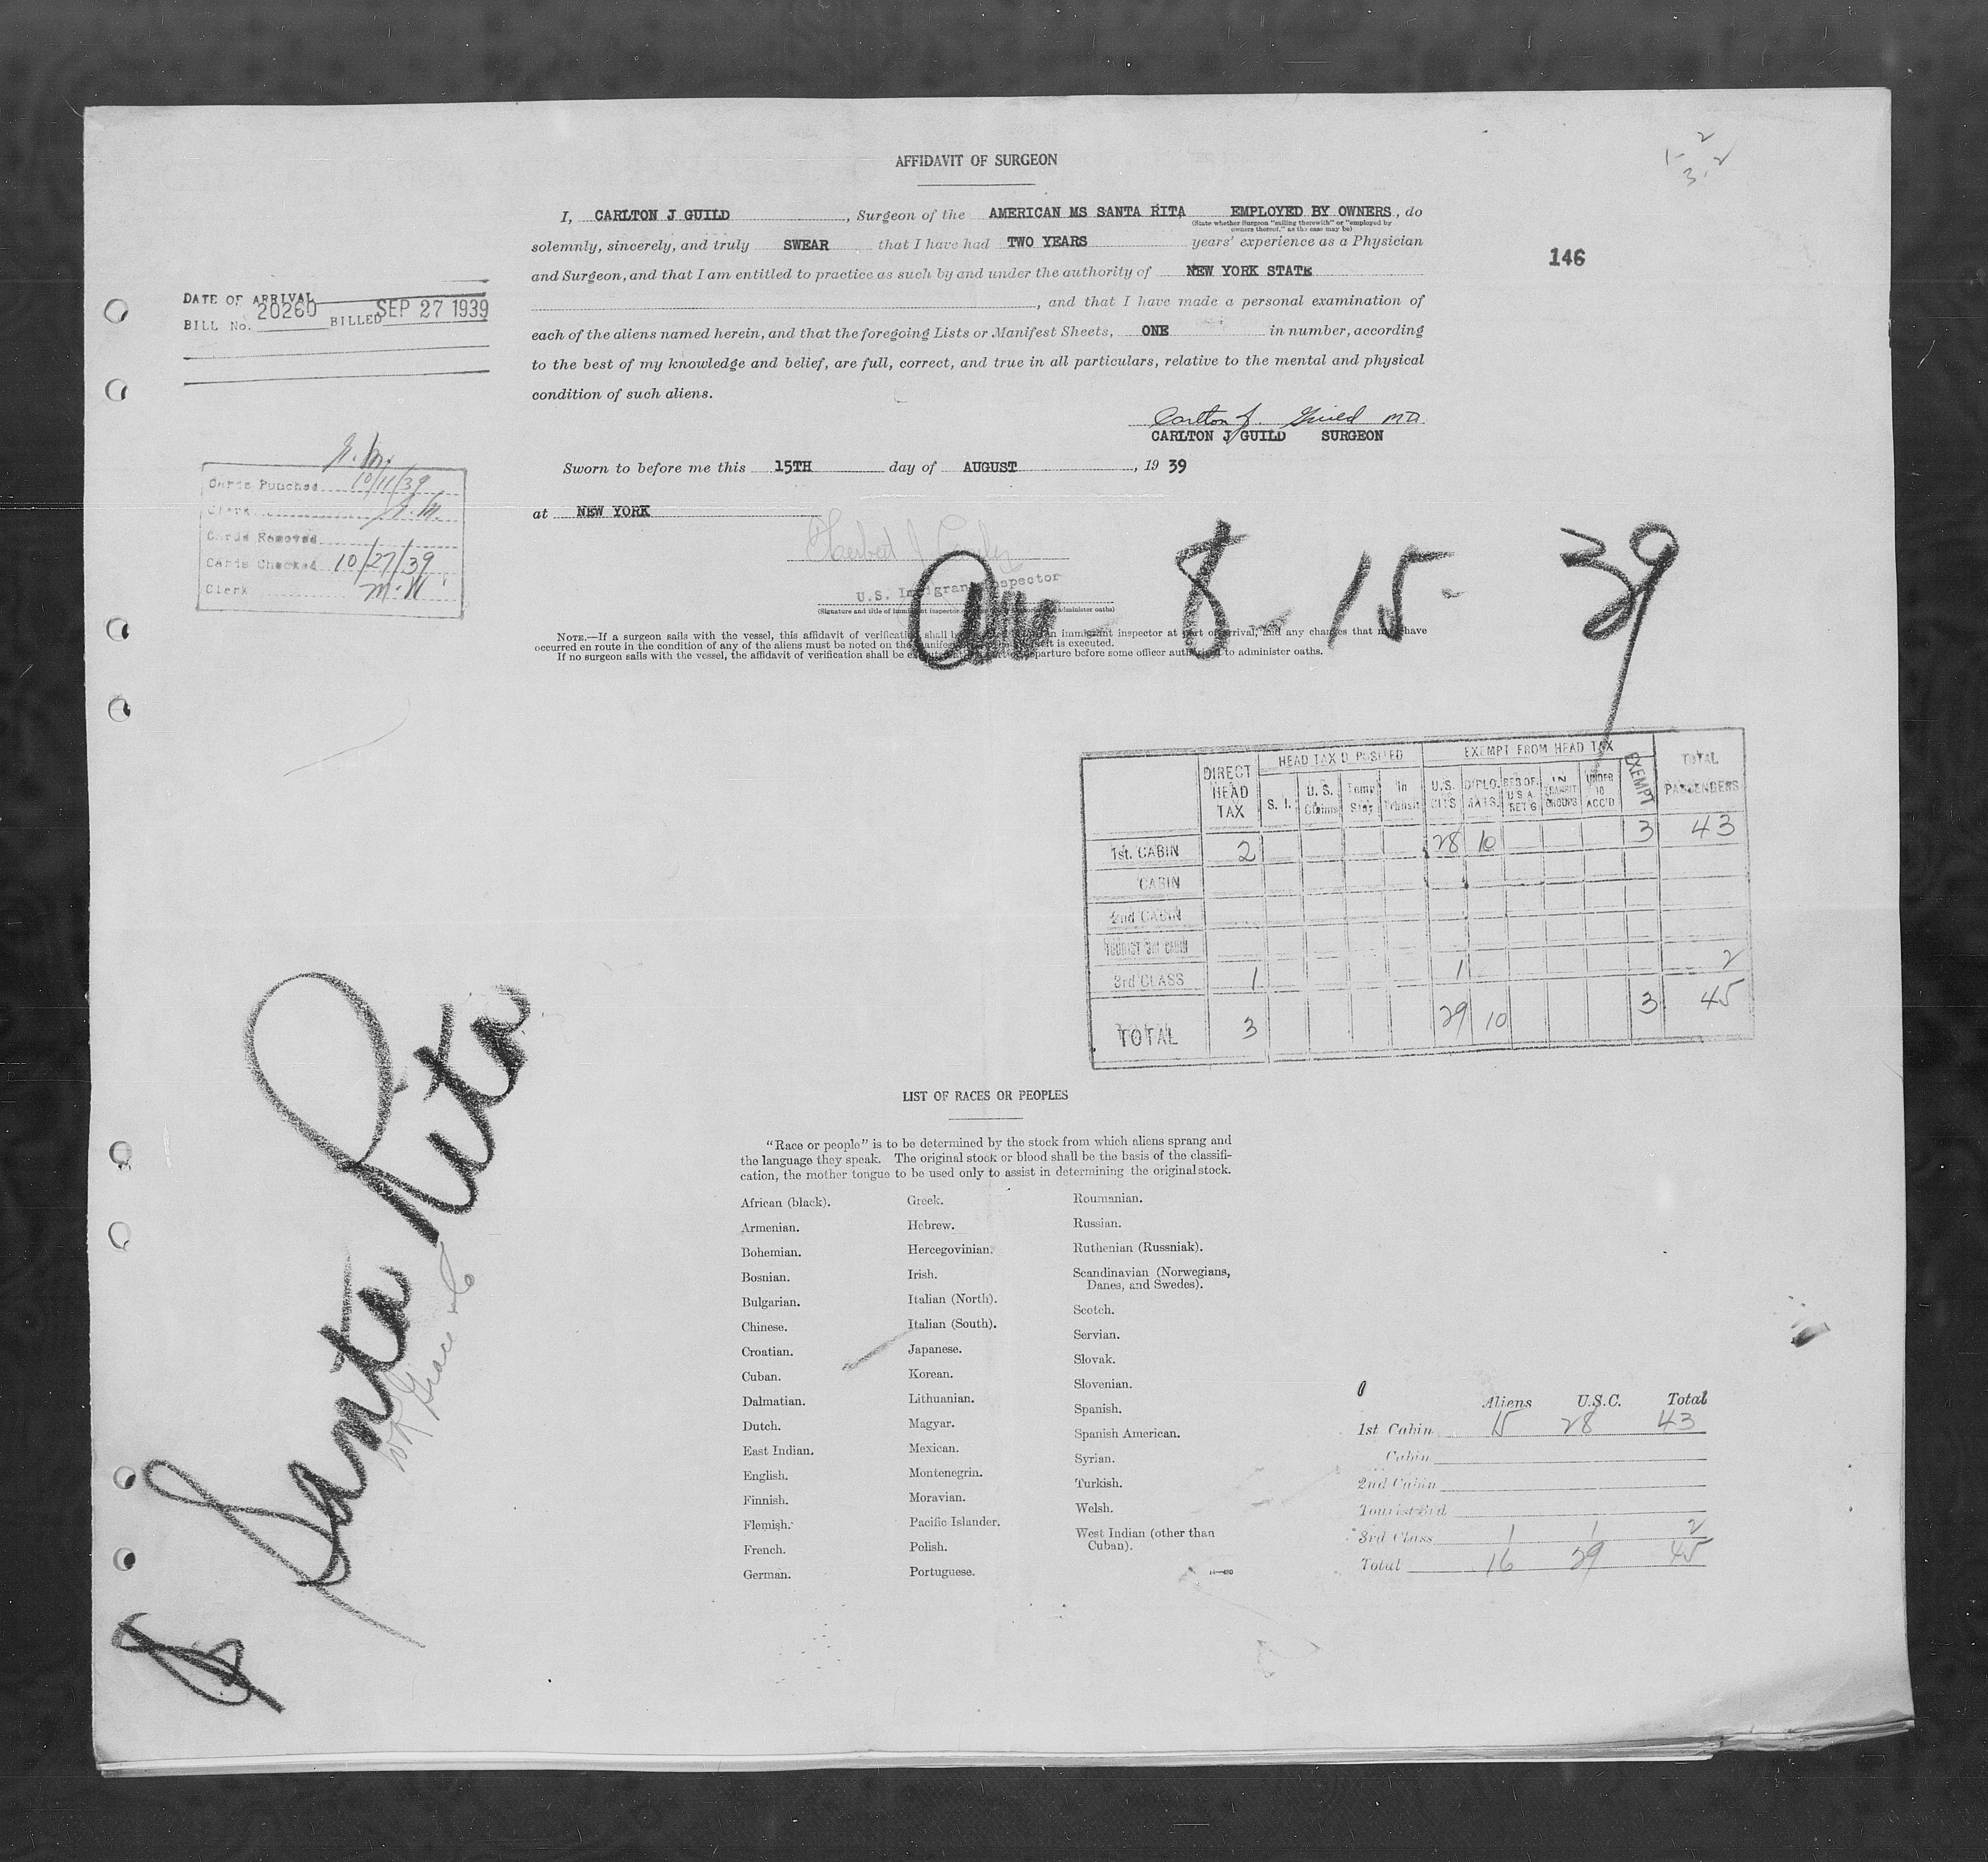 AFFIDAVIT OF SURGEON
I, CARLTON J GUILD, Surgeon of the AMERICAN MS SANTA RITA EMPLOYED BY OWNERS, do
(State whether Surgeon "sailing therewith" or "employed by
owners thereof," as the case may be)
solemnly, sincerely, and truly SWEAR that I have had TWO YEARS years' experience as a Physician
and Surgeon, and that I am entitled to practice as such by and under the authority of NEW YORK STATE
, and that I have made a personal examination of
each of the aliens named herein, and that the foregoing Lists or Manifest Sheets, ONE in number, according
to the best of my knowledge and belief, are full, correct, and true in all particulars, relative to the mental and physical
condition of such aliens.
Carlton J. Guild MD
CARLTON J GUILD SURGEON
Sworn to before me this 15TH day of AUGUST, 19 39
at NEW YORK
U.S. Immigrant Inspector
(Signature and title of immigrant inspector administer oaths)
NOTE.—If a surgeon sails with the vessel, this affidavit of verification shall be an immigrant inspector at port of arrival, and any changes that may have
occurred en route in the condition of any of the aliens must be noted on the manifest is executed.
If no surgeon sails with the vessel, the affidavit of verification shall be departure before some officer authorized to administer oaths.
8-15-39
146
1-2
3.2
DATE OF ARRIVAL
BILL No. 20260 BILLED SEP 27 1939
Cards Punched 10/11/39
Clerk
Cards Removed
Cards Checked 10/27/39
Clerk M.W.
DIRECT HEAD TAX HEAD TAX DEPOSITED EXEMPT FROM HEAD TAX EXEMPT TOTAL PASSENGERS
S. I. U. S. Claims Temp Stay In Transit U.S. CITS DIPLOMATS. RES OF U S A RET'G IN TRANSIT GROUPS Under 16 ACC'D
1st. CABIN 2 28 10 3 43
CABIN
2nd CABIN
TOURIST 3rd CABIN
3rd CLASS 1 1 2
TOTAL 3 29 10 3 45
Santa Rita
WR Grace & Co
LIST OF RACES OR PEOPLES
"Race or people" is to be determined by the stock from which aliens sprang and
the language they speak. The original stock or blood shall be the basis of the classifi-
cation, the mother tongue to be used only to assist in determining the original stock.
African (black).
Armenian.
Bohemian.
Bosnian.
Bulgarian.
Chinese.
Croatian.
Cuban.
Dalmatian.
Dutch.
East Indian.
English.
Finnish.
Flemish.
French.
German.
Greek.
Hebrew.
Hercegovinian.
Irish.
Italian (North).
Italian (South).
Japanese.
Korean.
Lithuanian.
Magyar.
Mexican.
Montenegrin.
Moravian.
Pacific Islander.
Polish.
Portuguese.
Roumanian.
Russian.
Ruthenian (Russniak).
Scandinavian (Norwegians,
Danes, and Swedes).
Scotch.
Servian.
Slovak.
Slovenian.
Spanish.
Spanish American.
Syrian.
Turkish.
Welsh.
West Indian (other than
Cuban).
Aliens U.S.C. Total
1st Cabin 15 28 43
Cabin
2nd Cabin
Tourist 3rd
3rd Class 1 1 2
Total 16 29 45